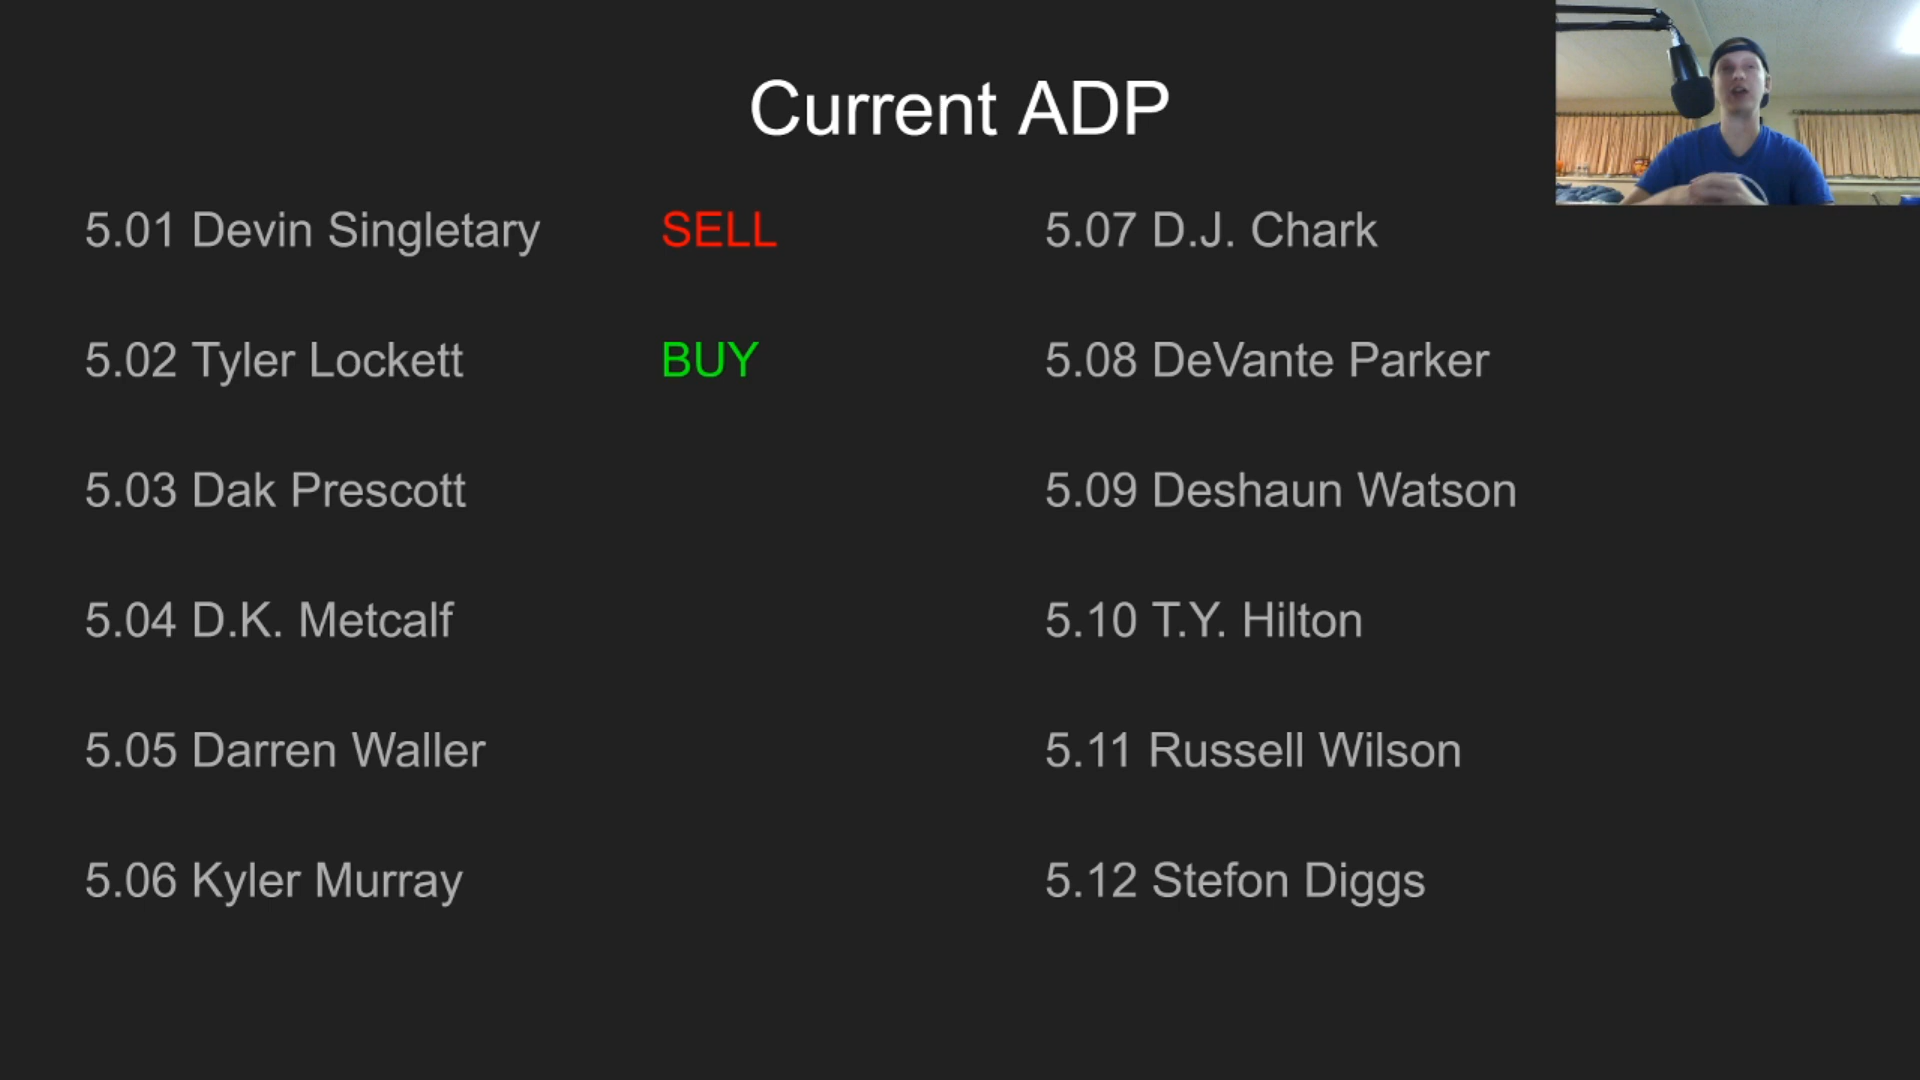 Current ADP
5.01 Devin Singletary SELL
5.02 Tyler Lockett BUY
5.03 Dak Prescott
5.04 D.K. Metcalf
5.05 Darren Waller
5.06 Kyler Murray
5.07 D.J. Chark
5.08 DeVante Parker
5.09 Deshaun Watson
5.10 T.Y. Hilton
5.11 Russell Wilson
5.12 Stefon Diggs